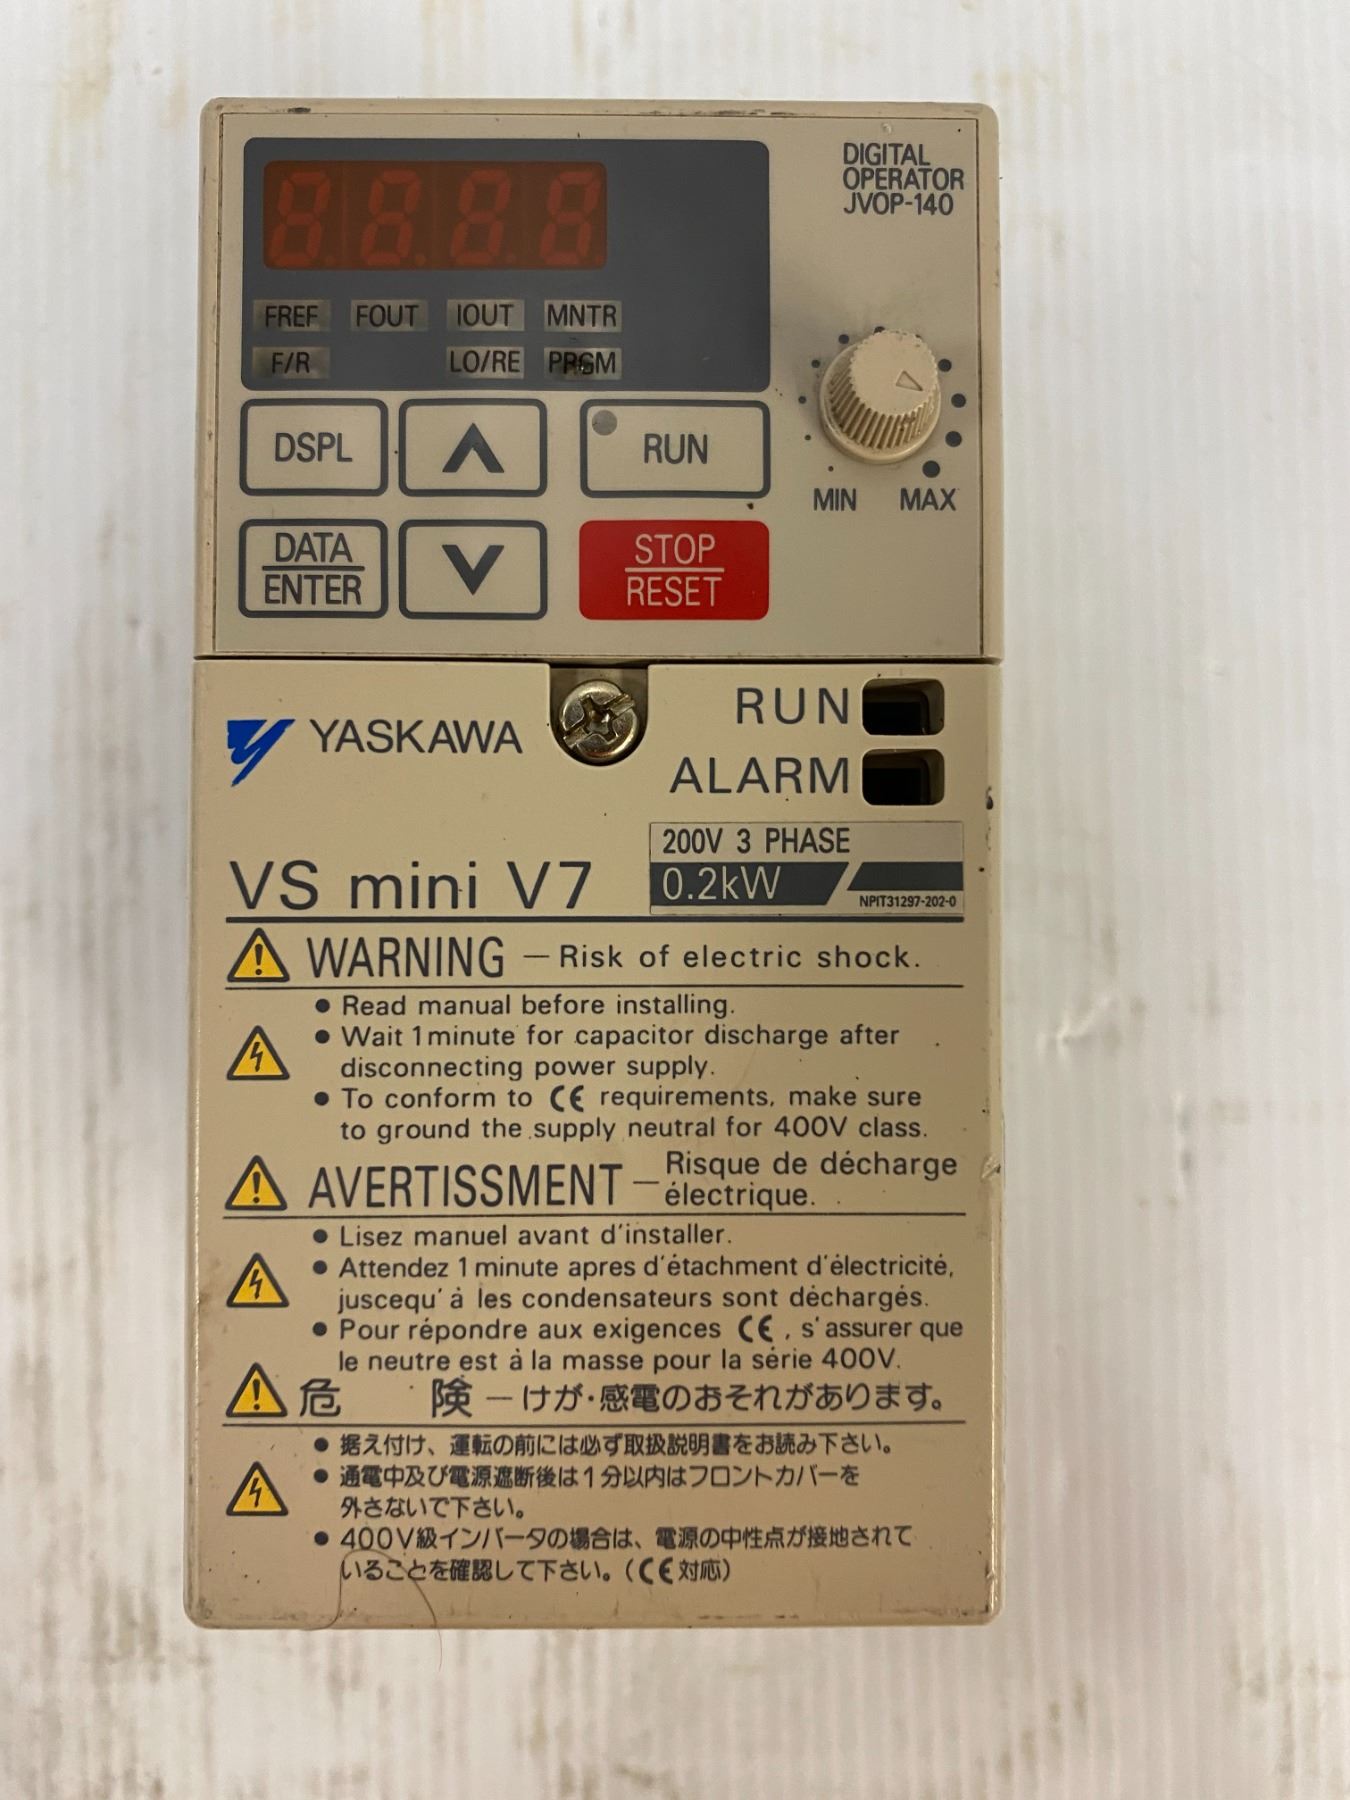 DIGITAL
OPERATOR
JVOP-140
8.8.8.8.
FREF FOUT IOUT MNTR
F/R LO/RE PRGM
DSPL
RUN
MIN MAX
DATA
ENTER
STOP
RESET
YASKAWA
RUN
ALARM
VS mini V7
200V 3 PHASE
0.2kW
NPIT31297-202-0
WARNING — Risk of electric shock.
● Read manual before installing.
● Wait 1 minute for capacitor discharge after
disconnecting power supply.
● To conform to CE requirements, make sure
to ground the supply neutral for 400V class.
AVERTISSMENT — Risque de décharge
électrique.
● Lisez manuel avant d'installer.
● Attendez 1 minute apres d'étachment d'électricité,
juscequ'à les condensateurs sont déchargés.
● Pour répondre aux exigences CE, s'assurer que
le neutre est à la masse pour la série 400V.
危 険 — けが・感電のおそれがあります。
● 据え付け、運転の前には必ず取扱説明書をお読み下さい。
● 通電中及び電源遮断後は1分以内はフロントカバーを
外さないで下さい。
● 400V級インバータの場合は、電源の中性点が接地されて
いることを確認して下さい。(CE対応)